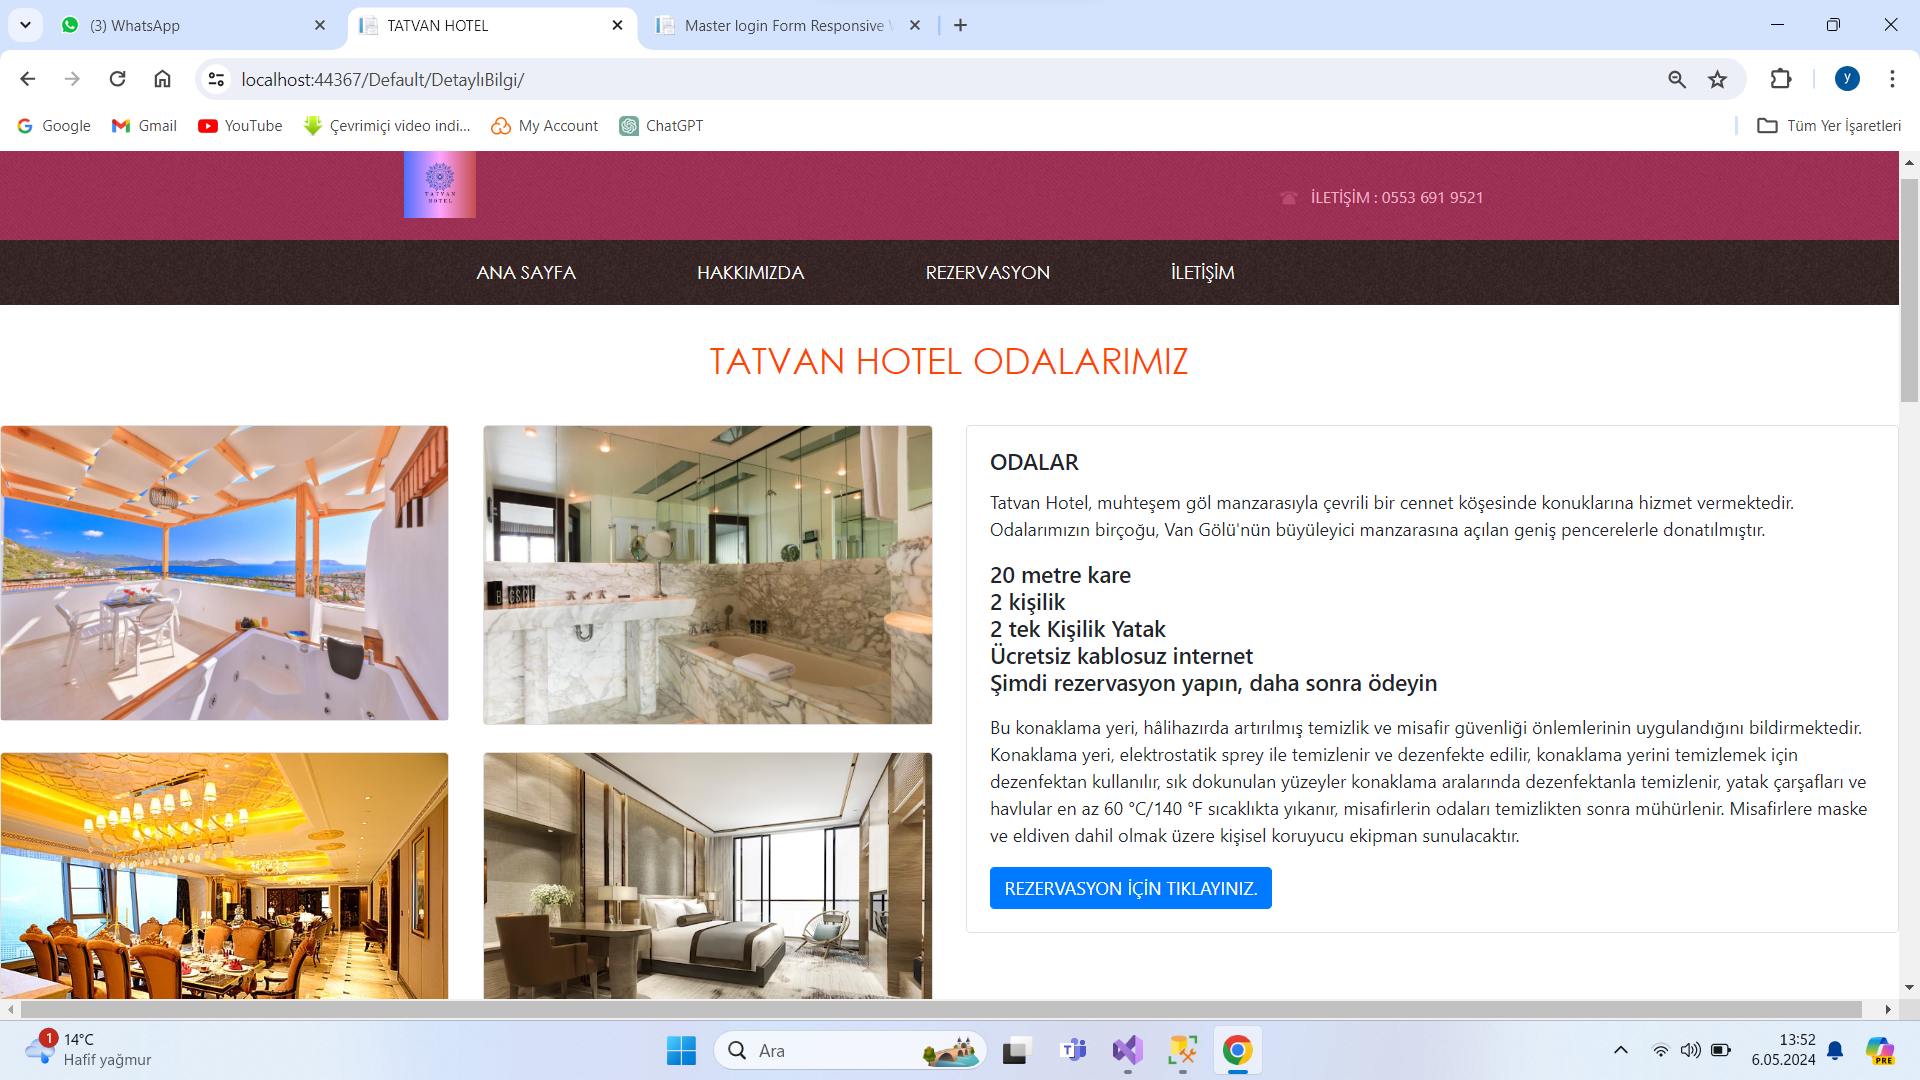 (3) WhatsApp
TATVAN HOTEL
Master login Form Responsive
localhost:44367/Default/DetaylıBilgi/
y
Google
Gmail
YouTube
Çevrimiçi video indi...
My Account
ChatGPT
Tüm Yer İşaretleri
TATVAN
HOTEL
İLETİŞİM : 0553 691 9521
ANA SAYFA
HAKKIMIZDA
REZERVASYON
İLETİŞİM
TATVAN HOTEL ODALARIMIZ
ODALAR
Tatvan Hotel, muhteşem göl manzarasıyla çevrili bir cennet köşesinde konuklarına hizmet vermektedir.
Odalarımızın birçoğu, Van Gölü'nün büyüleyici manzarasına açılan geniş pencerelerle donatılmıştır.
20 metre kare
2 kişilik
2 tek Kişilik Yatak
Ücretsiz kablosuz internet
Şimdi rezervasyon yapın, daha sonra ödeyin
Bu konaklama yeri, hâlihazırda artırılmış temizlik ve misafir güvenliği önlemlerinin uygulandığını bildirmektedir.
Konaklama yeri, elektrostatik sprey ile temizlenir ve dezenfekte edilir, konaklama yerini temizlemek için
dezenfektan kullanılır, sık dokunulan yüzeyler konaklama aralarında dezenfektanla temizlenir, yatak çarşafları ve
havlular en az 60 °C/140 °F sıcaklıkta yıkanır, misafirlerin odaları temizlikten sonra mühürlenir. Misafirlere maske
ve eldiven dahil olmak üzere kişisel koruyucu ekipman sunulacaktır.
REZERVASYON İÇİN TIKLAYINIZ.
1
14°C
Hafif yağmur
Ara
13:52
6.05.2024
PRE